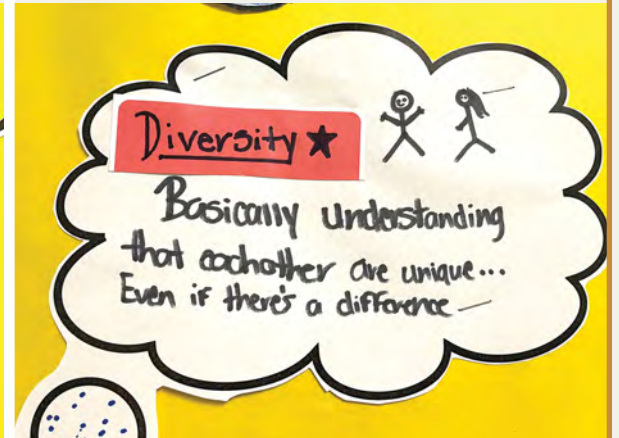 Diversity ★
Basically understanding
that eachother are unique...
Even if there's a difference